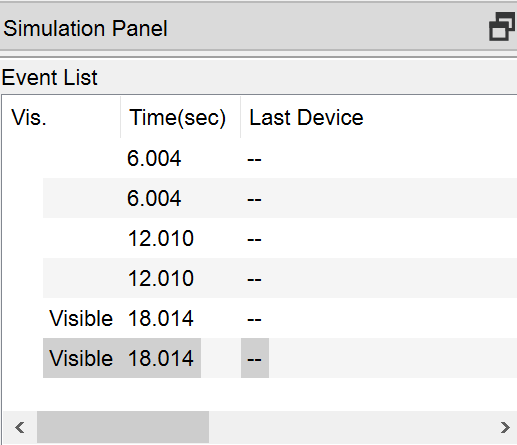 Simulation Panel
Event List
Vis. Time(sec) Last Device
6.004 --
6.004 --
12.010 --
12.010 --
Visible 18.014 --
Visible 18.014 --